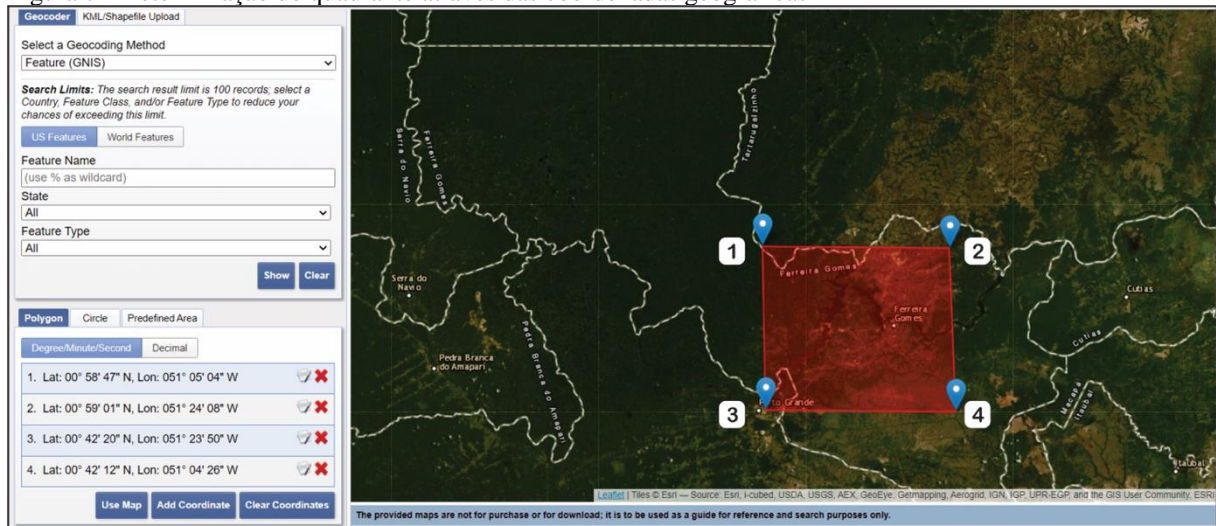 Geocoder KML/Shapefile Upload
Select a Geocoding Method
Feature (GNIS)
Search Limits: The search result limit is 100 records; select a
Country, Feature Class, and/or Feature Type to reduce your
chances of exceeding this limit.
US Features World Features
Feature Name
(use % as wildcard)
State
All
Feature Type
All
Show Clear
Polygon Circle Predefined Area
Degree/Minute/Second Decimal
1. Lat: 00° 58' 47" N, Lon: 051° 05' 04" W
2. Lat: 00° 59' 01" N, Lon: 051° 24' 08" W
3. Lat: 00° 42' 20" N, Lon: 051° 23' 50" W
4. Lat: 00° 42' 12" N, Lon: 051° 04' 26" W
Use Map Add Coordinate Clear Coordinates
Serra do Navio
Ferreira Gomes
Tartarugalzinho
1
2
Ferreira Gomes
Serra do
Navio
Ferreira
Gomes
Cutias
Cutias
Pedra Branca
do Amapari
Pedra Branca do Amapari
3
Porto Grande
4
Macapá
Itaubal
Itaubal
Leaflet | Tiles © Esri — Source: Esri, i-cubed, USDA, USGS, AEX, GeoEye, Getmapping, Aerogrid, IGN, IGP, UPR-EGP, and the GIS User Community, ESRI
The provided maps are not for purchase or for download; it is to be used as a guide for reference and search purposes only.